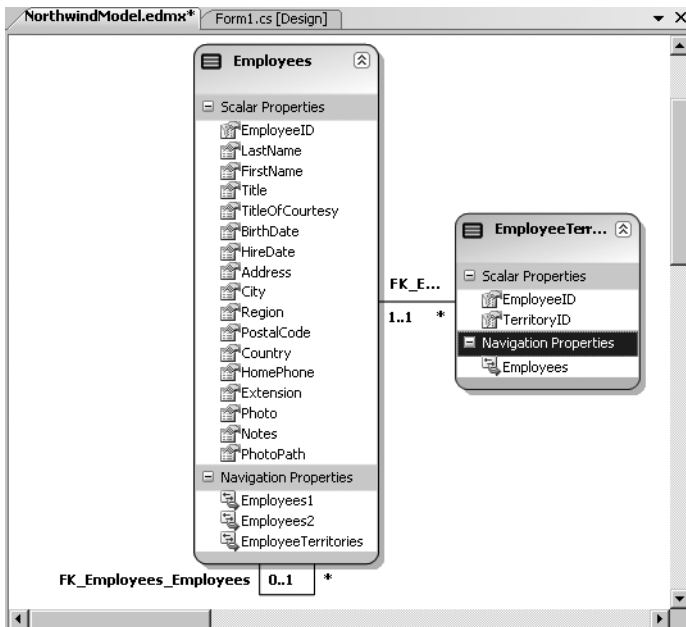 NorthwindModel.edmx*
Form1.cs [Design]
Employees
Scalar Properties
EmployeeID
LastName
FirstName
Title
TitleOfCourtesy
BirthDate
HireDate
Address
City
Region
PostalCode
Country
HomePhone
Extension
Photo
Notes
PhotoPath
Navigation Properties
Employees1
Employees2
EmployeeTerritories
FK_E...
1..1 *
EmployeeTerr...
Scalar Properties
EmployeeID
TerritoryID
Navigation Properties
Employees
FK_Employees_Employees 0..1 *